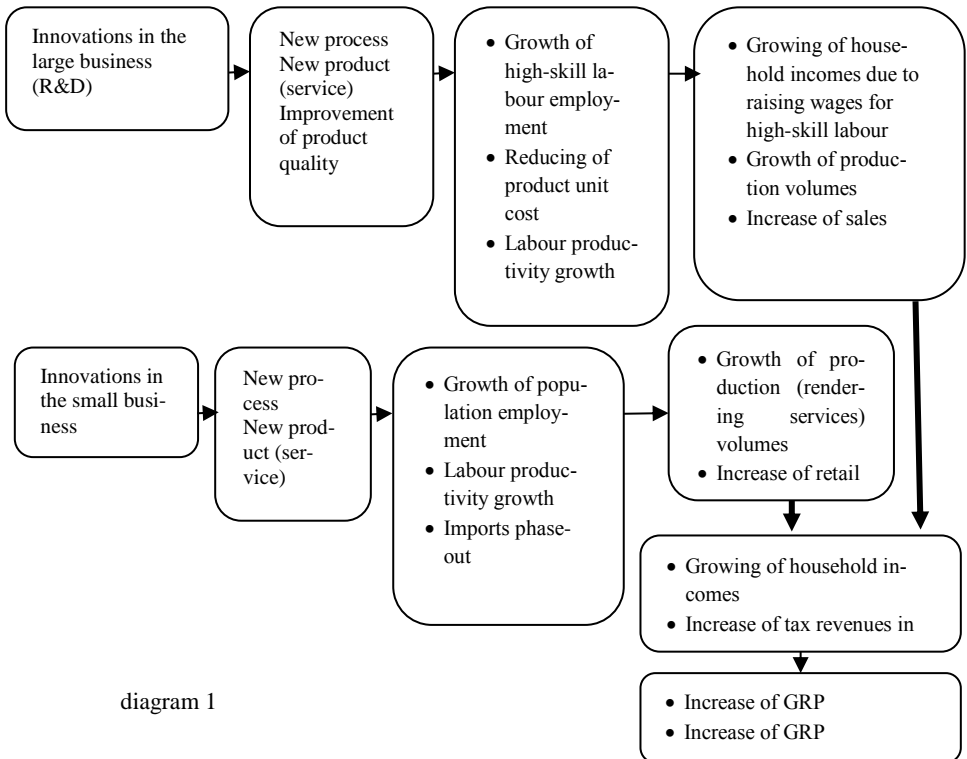 Innovations in the
large business
(R&D)
New process
New product
(service)
Improvement
of product
quality
• Growth of
high-skill la-
bour employ-
ment
• Reducing of
product unit
cost
• Labour produc-
tivity growth
• Growing of house-
hold incomes due to
raising wages for
high-skill labour
• Growth of produc-
tion volumes
• Increase of sales
Innovations in
the small busi-
ness
New pro-
cess
New prod-
uct (ser-
vice)
• Growth of popu-
lation employ-
ment
• Labour produc-
tivity growth
• Imports phase-
out
• Growth of pro-
duction (render-
ing services)
volumes
• Increase of retail
• Growing of household in-
comes
• Increase of tax revenues in
• Increase of GRP
• Increase of GRP
diagram 1